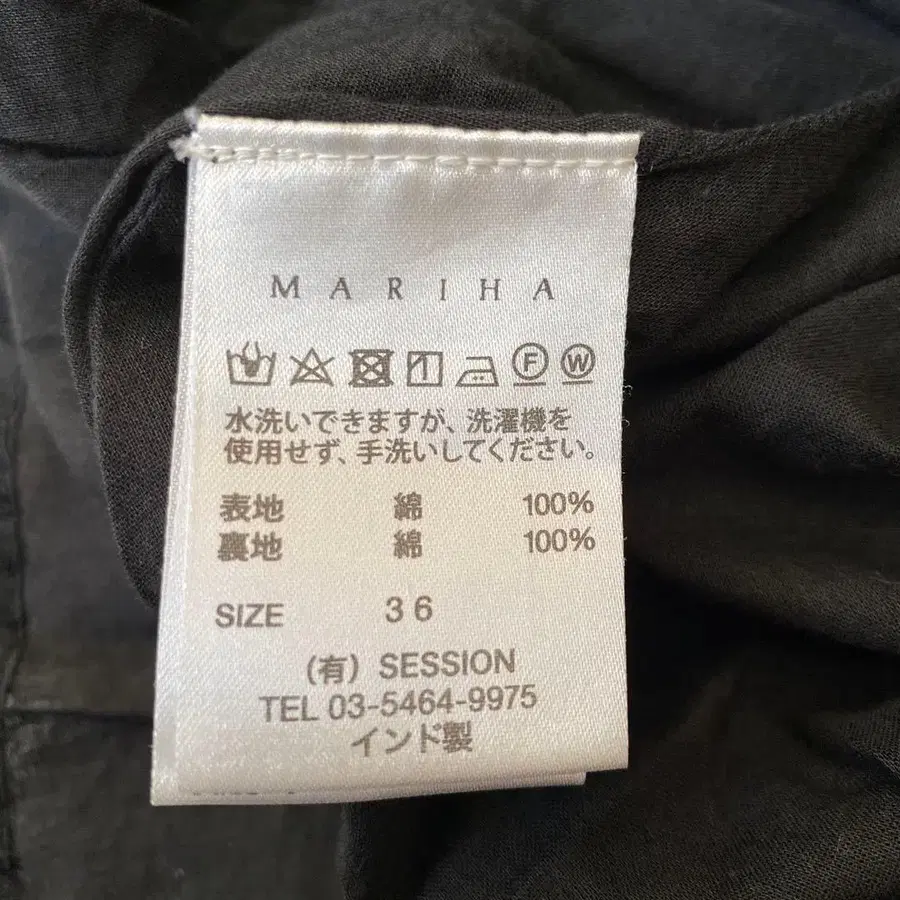 MARIHA
F W
水洗いできますが、洗濯機を
使用せず、手洗いしてください。
表地 綿 100%
裏地 綿 100%
SIZE 36
(有) SESSION
TEL 03-5464-9975
インド製